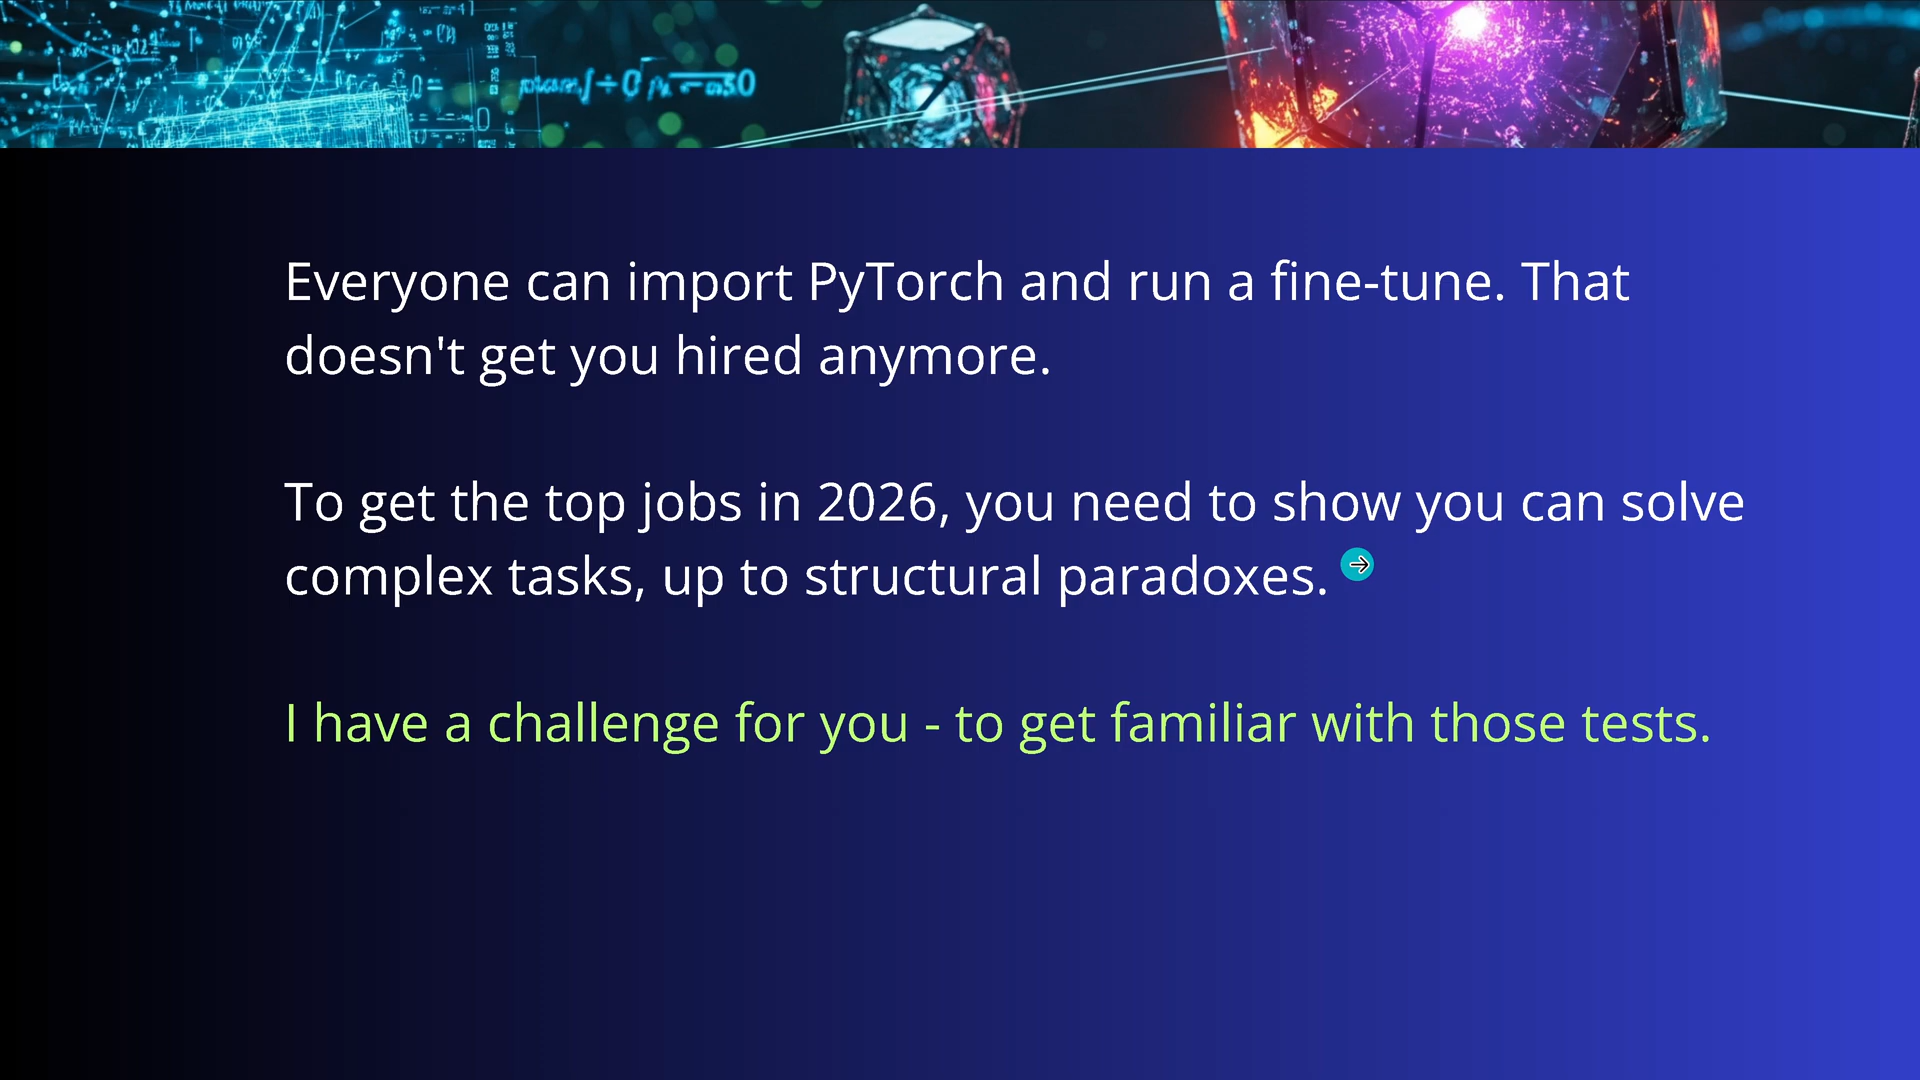 Everyone can import PyTorch and run a fine-tune. That
doesn't get you hired anymore.
To get the top jobs in 2026, you need to show you can solve
complex tasks, up to structural paradoxes.
I have a challenge for you - to get familiar with those tests.